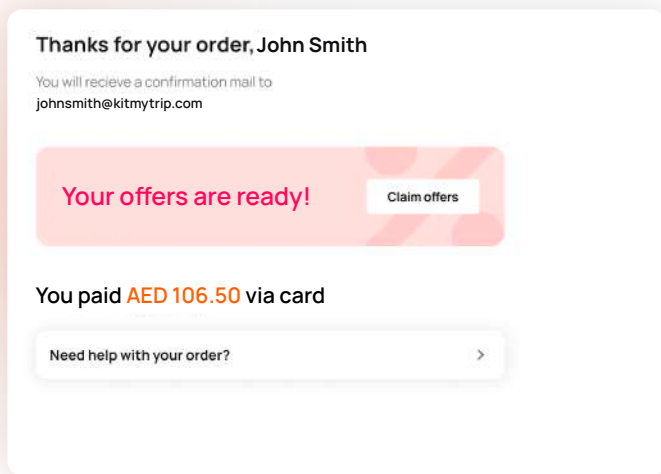 Thanks for your order, John Smith
You will recieve a confirmation mail to
johnsmith@kitmytrip.com
Your offers are ready!
Claim offers
You paid AED 106.50 via card
Need help with your order?